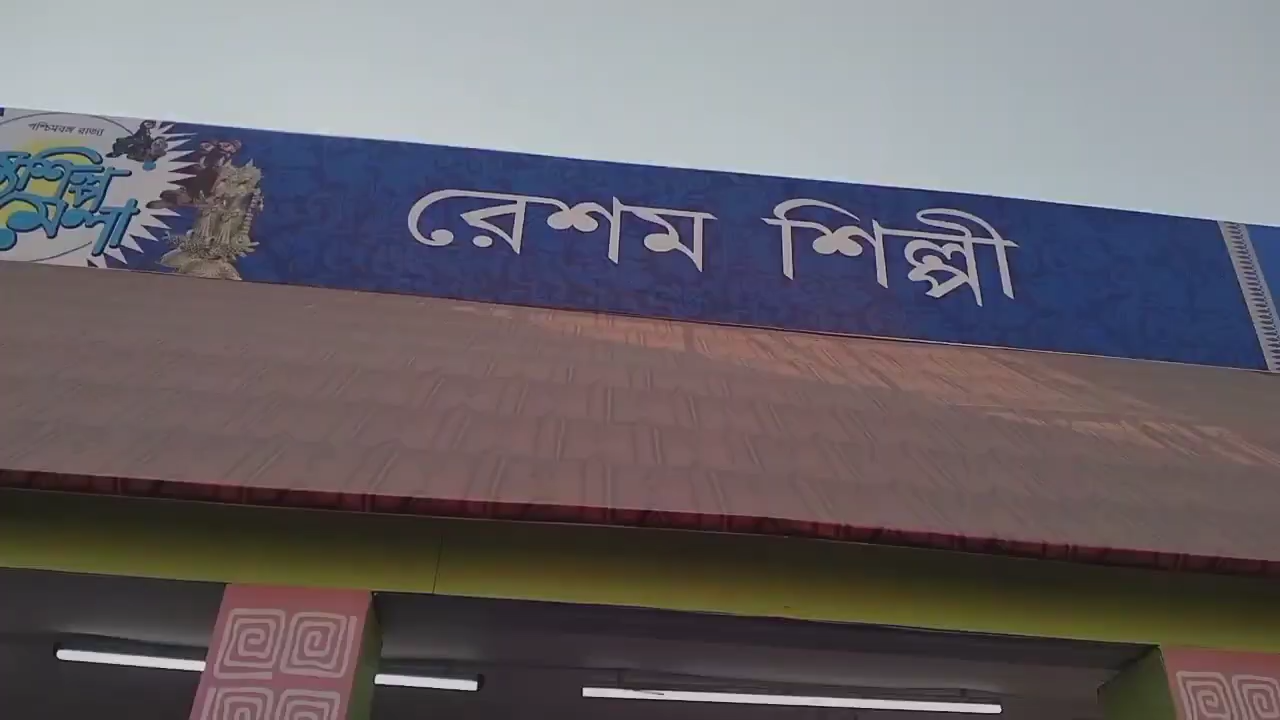 পশ্চিমবঙ্গ রাজ্য
মেলা
রেশম শিল্পী